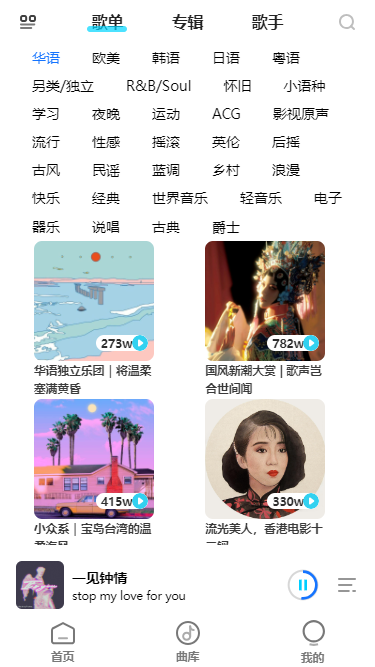 歌单 专辑 歌手
华语 欧美 韩语 日语 粤语
另类/独立 R&B/Soul 怀旧 小语种
学习 夜晚 运动 ACG 影视原声
流行 性感 摇滚 英伦 后摇
古风 民谣 蓝调 乡村 浪漫
快乐 经典 世界音乐 轻音乐 电子
器乐 说唱 古典 爵士
273w 782w
华语独立乐团 | 将温柔
塞满黄昏
国风新潮大赏 | 歌声岂
合世间闻
415w 330w
小众系｜宝岛台湾的温
流光美人，香港电影十
一见钟情
stop my love for you
首页 曲库 我的